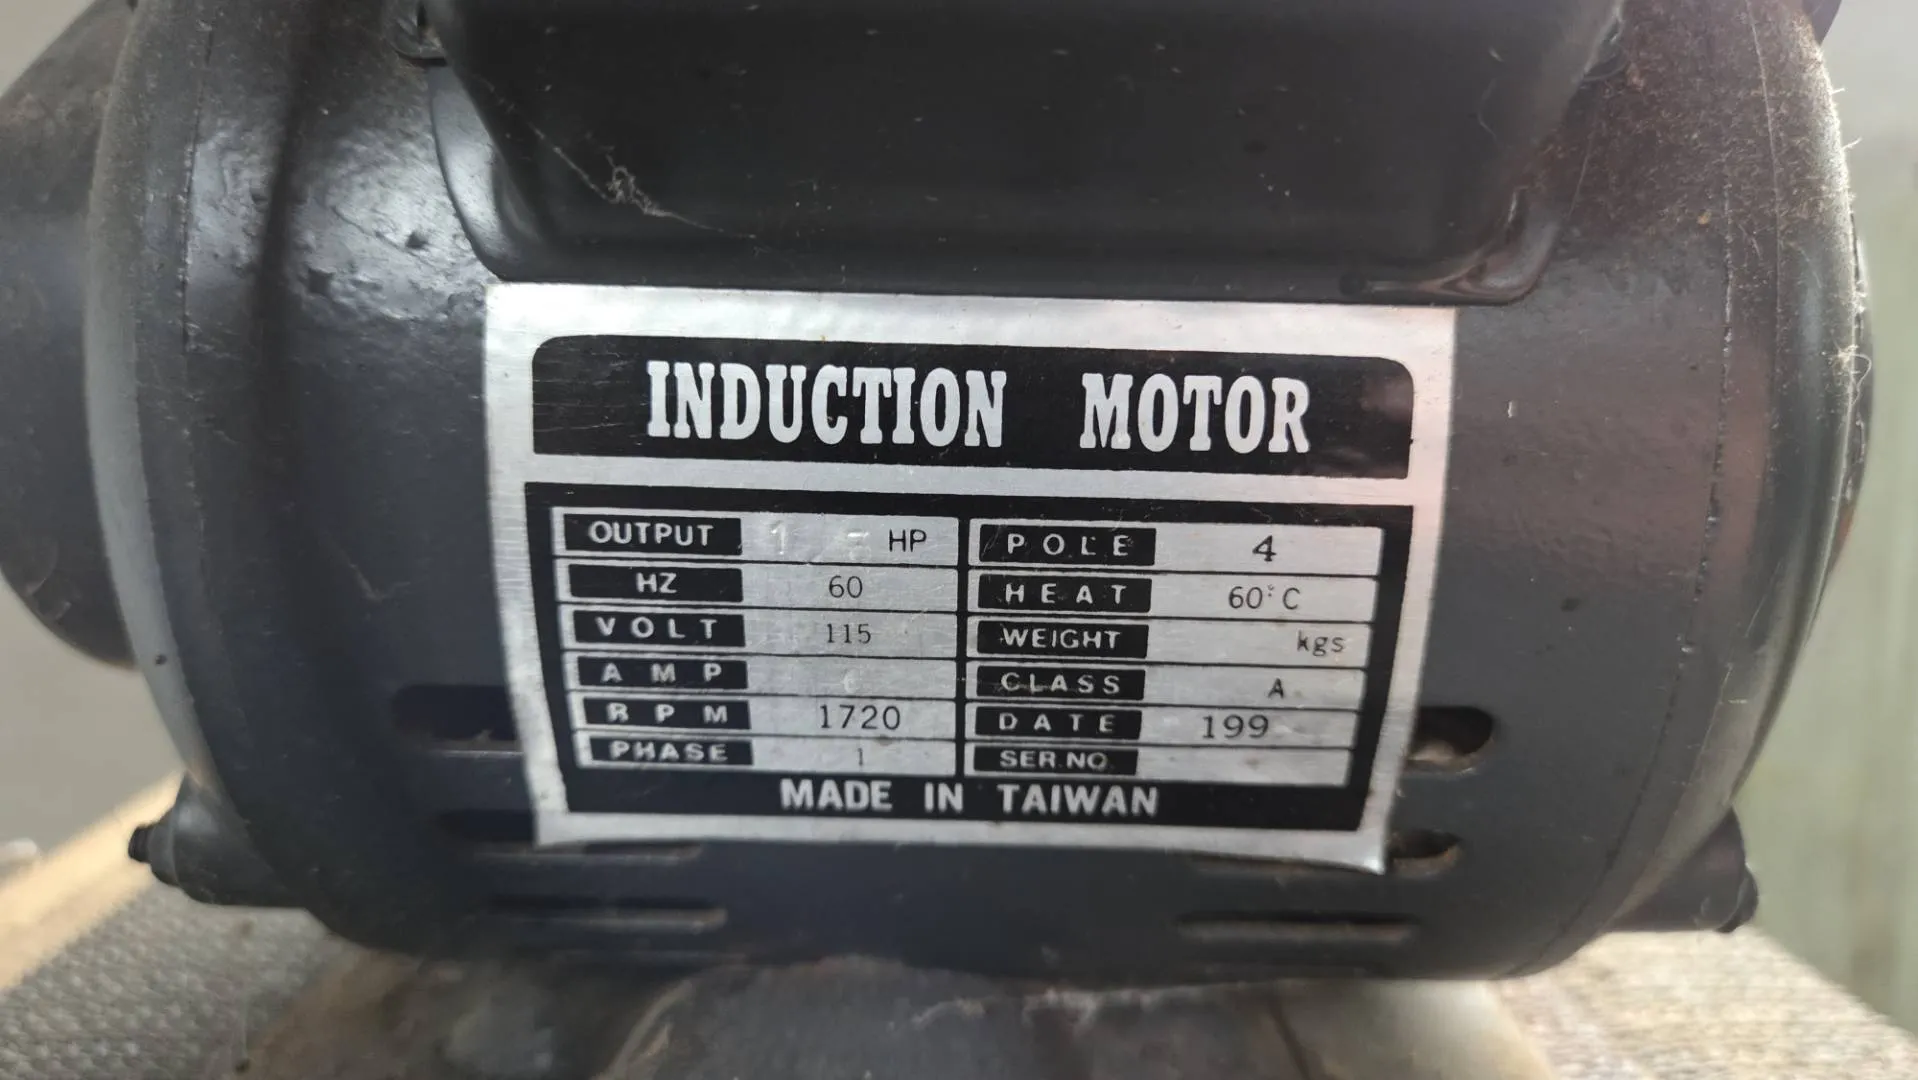 INDUCTION MOTOR
OUTPUT HP POLE 4
HZ 60 HEAT 60°C
VOLT 115 WEIGHT kgs
AMP CLASS A
RPM 1720 DATE 199
PHASE 1 SER.NO.
MADE IN TAIWAN